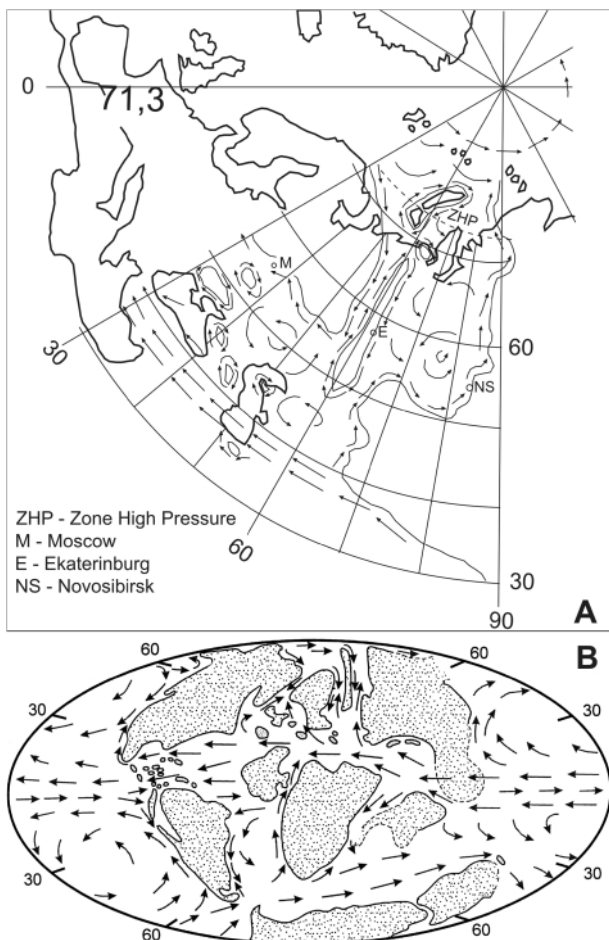 0
71,3
ZHP
M
30
E
60
NS
ZHP - Zone High Pressure
M - Moscow
E - Ekaterinburg
NS - Novosibirsk
60
30
90
A
60
60
B
30
30
30
30
60
60